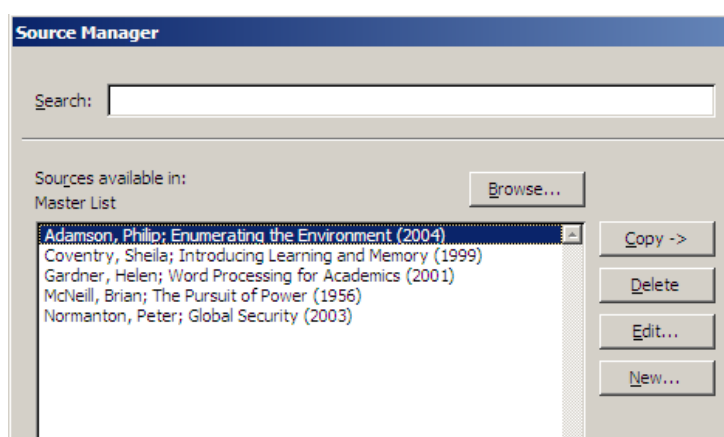 Source Manager
Search:
Sources available in:
Browse...
Master List
Adamson, Philip; Enumerating the Environment (2004)
Coventry, Sheila; Introducing Learning and Memory (1999)
Gardner, Helen; Word Processing for Academics (2001)
McNeill, Brian; The Pursuit of Power (1956)
Normanton, Peter; Global Security (2003)
Copy ->
Delete
Edit...
New...